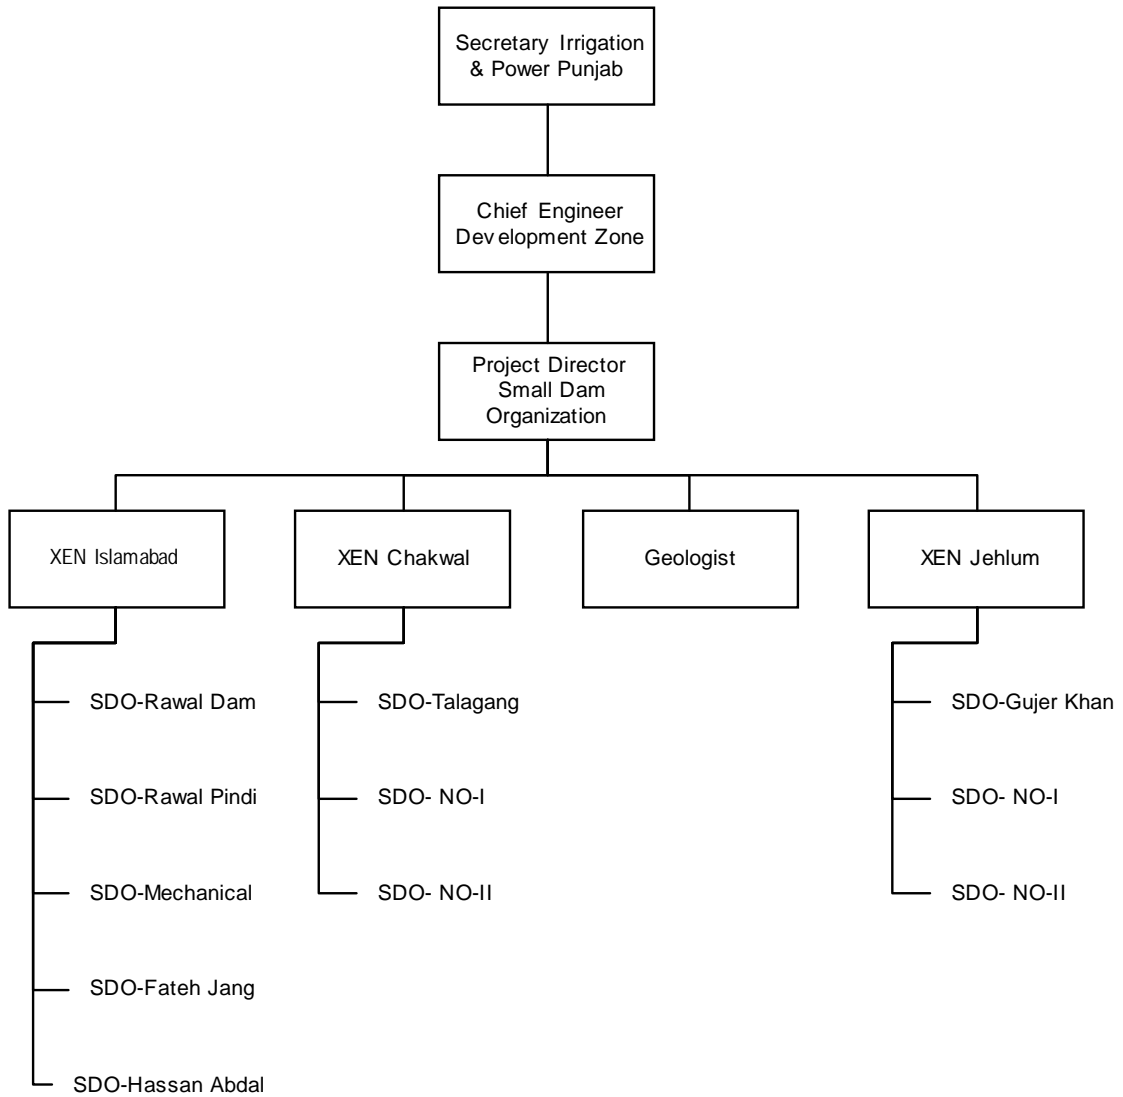 Secretary Irrigation
& Power Punjab
Chief Engineer
Development Zone
Project Director
Small Dam
Organization
XEN Islamabad
XEN Chakwal
Geologist
XEN Jehlum
SDO-Rawal Dam
SDO-Rawal Pindi
SDO-Mechanical
SDO-Fateh Jang
SDO-Hassan Abdal
SDO-Talagang
SDO- NO-I
SDO- NO-II
SDO-Gujer Khan
SDO- NO-I
SDO- NO-II